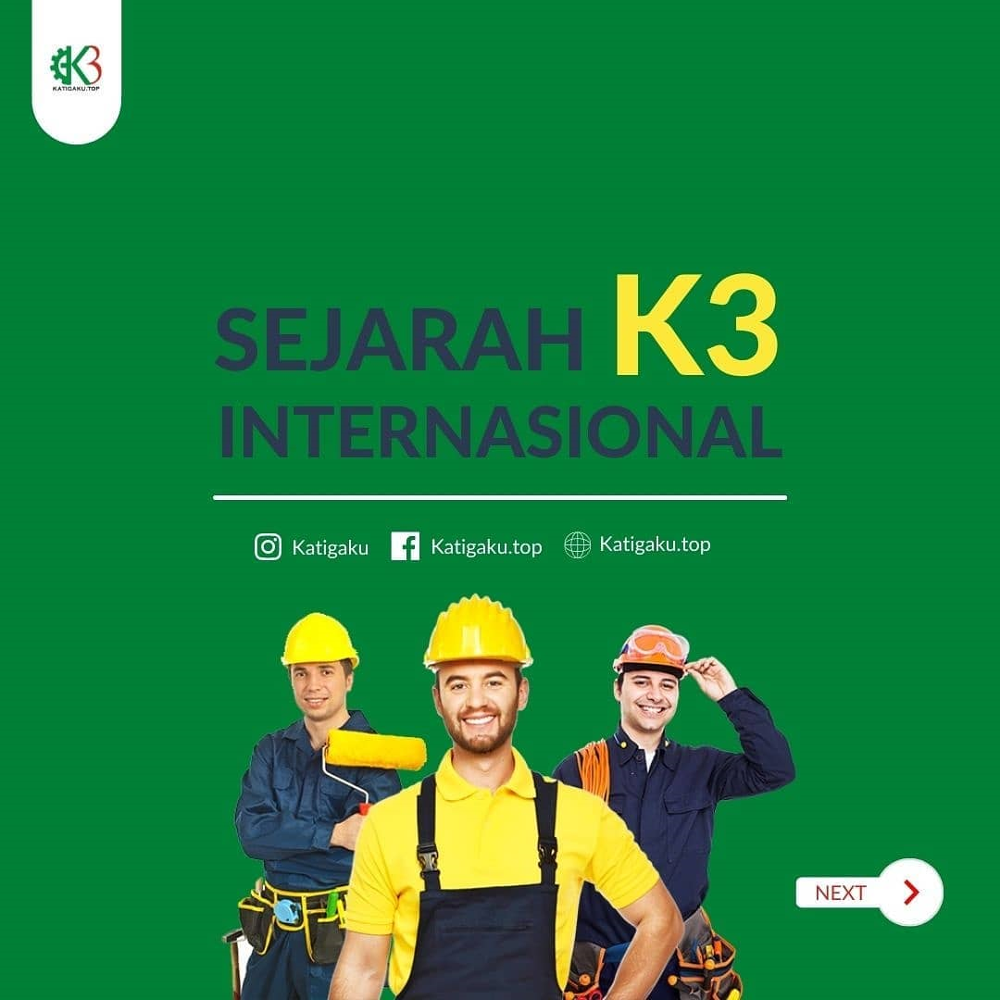 K3
KATIGAKU.TOP
SEJARAH K3
INTERNASIONAL
Katigaku Katigaku.top Katigaku.top
NEXT